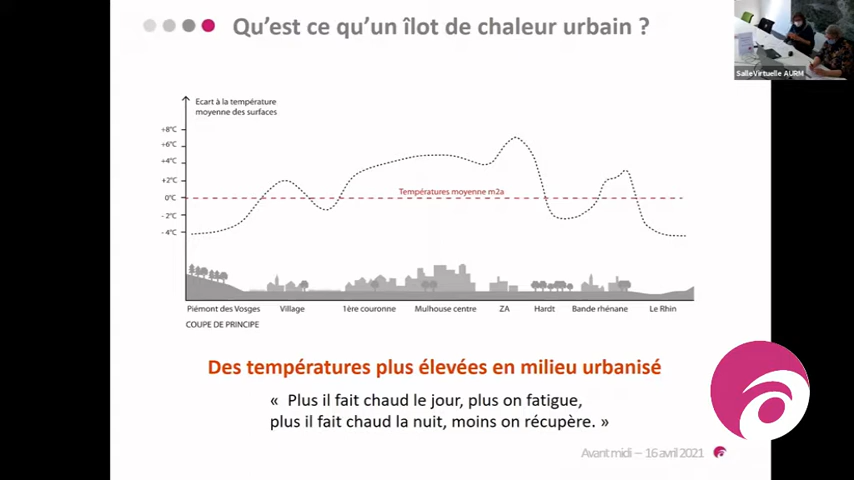 Qu’est ce qu’un îlot de chaleur urbain ?
SalleVirtuelle AURM
Ecart à la température
moyenne des surfaces
+8°C
+6°C
+4°C
+2°C
0°C
- 2°C
- 4°C
Températures moyenne m2a
Piémont des Vosges Village 1ère couronne Mulhouse centre ZA Hardt Bande rhénane Le Rhin
COUPE DE PRINCIPE
Des températures plus élevées en milieu urbanisé
« Plus il fait chaud le jour, plus on fatigue,
plus il fait chaud la nuit, moins on récupère. »
Avant midi – 16 avril 2021